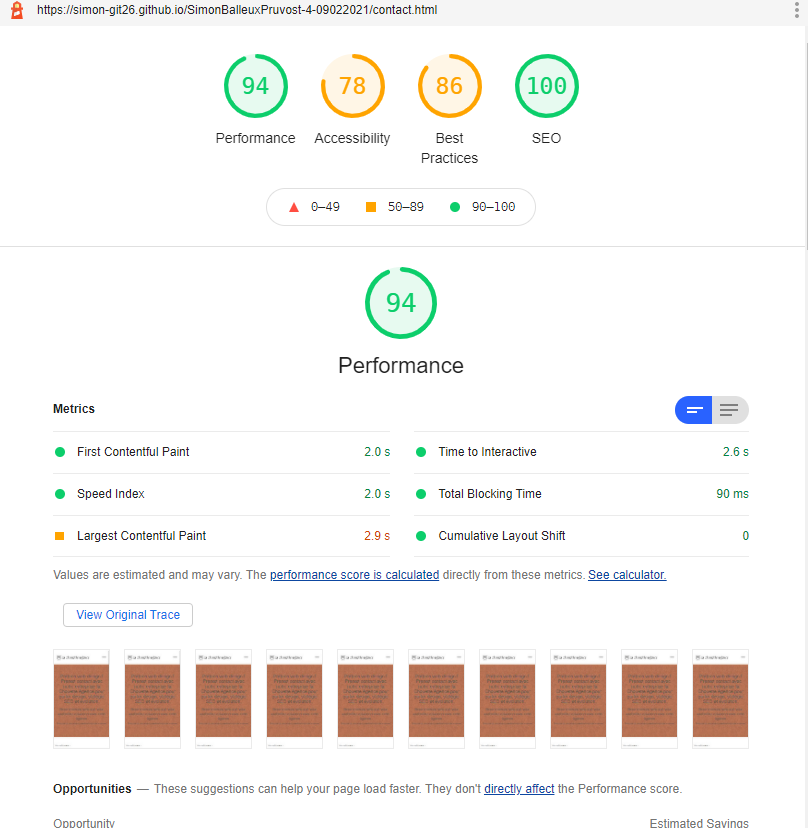 https://simon-git26.github.io/SimonBalleuxPruvost-4-09022021/contact.html
94
78
86
100
Performance
Accessibility
Best
Practices
SEO
0–49
50–89
90–100
94
Performance
Metrics
First Contentful Paint 2.0 s
Time to Interactive 2.6 s
Speed Index 2.0 s
Total Blocking Time 90 ms
Largest Contentful Paint 2.9 s
Cumulative Layout Shift 0
Values are estimated and may vary. The performance score is calculated directly from these metrics. See calculator.
View Original Trace
Opportunities — These suggestions can help your page load faster. They don't directly affect the Performance score.
Opportunity
Estimated Savings